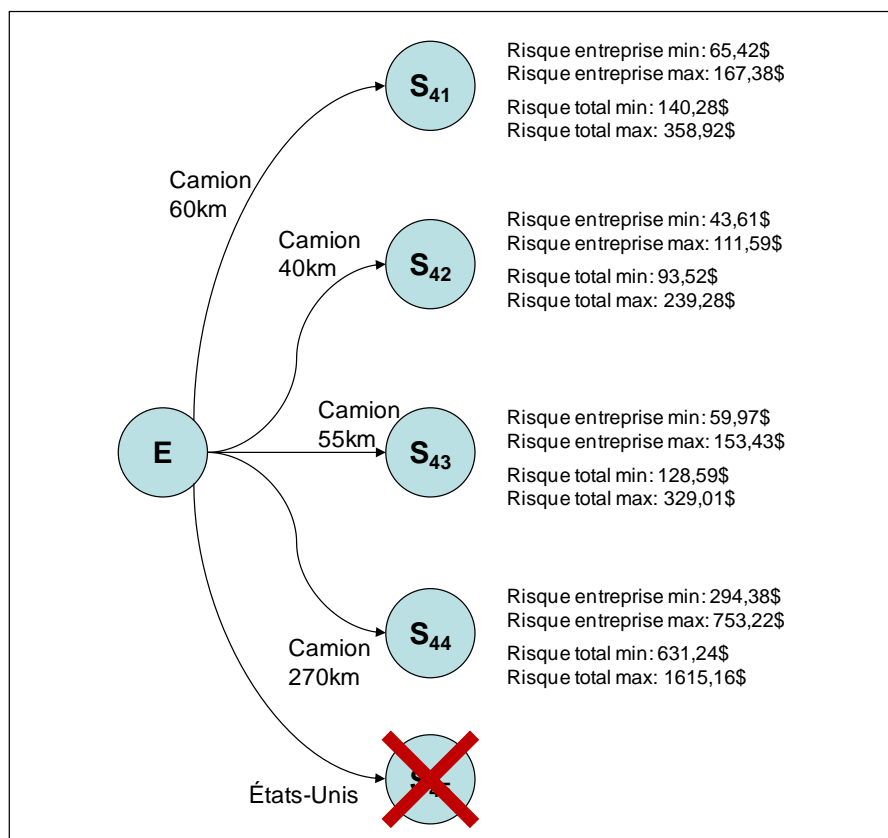 Risque entreprise min: 65,42$
Risque entreprise max: 167,38$
S41
Risque total min: 140,28$
Risque total max: 358,92$
Camion
60km
Risque entreprise min: 43,61$
Risque entreprise max: 111,59$
Camion
40km
S42
Risque total min: 93,52$
Risque total max: 239,28$
Camion
55km
Risque entreprise min: 59,97$
Risque entreprise max: 153,43$
E
S43
Risque total min: 128,59$
Risque total max: 329,01$
Risque entreprise min: 294,38$
Risque entreprise max: 753,22$
S44
Camion
270km
Risque total min: 631,24$
Risque total max: 1615,16$
États-Unis